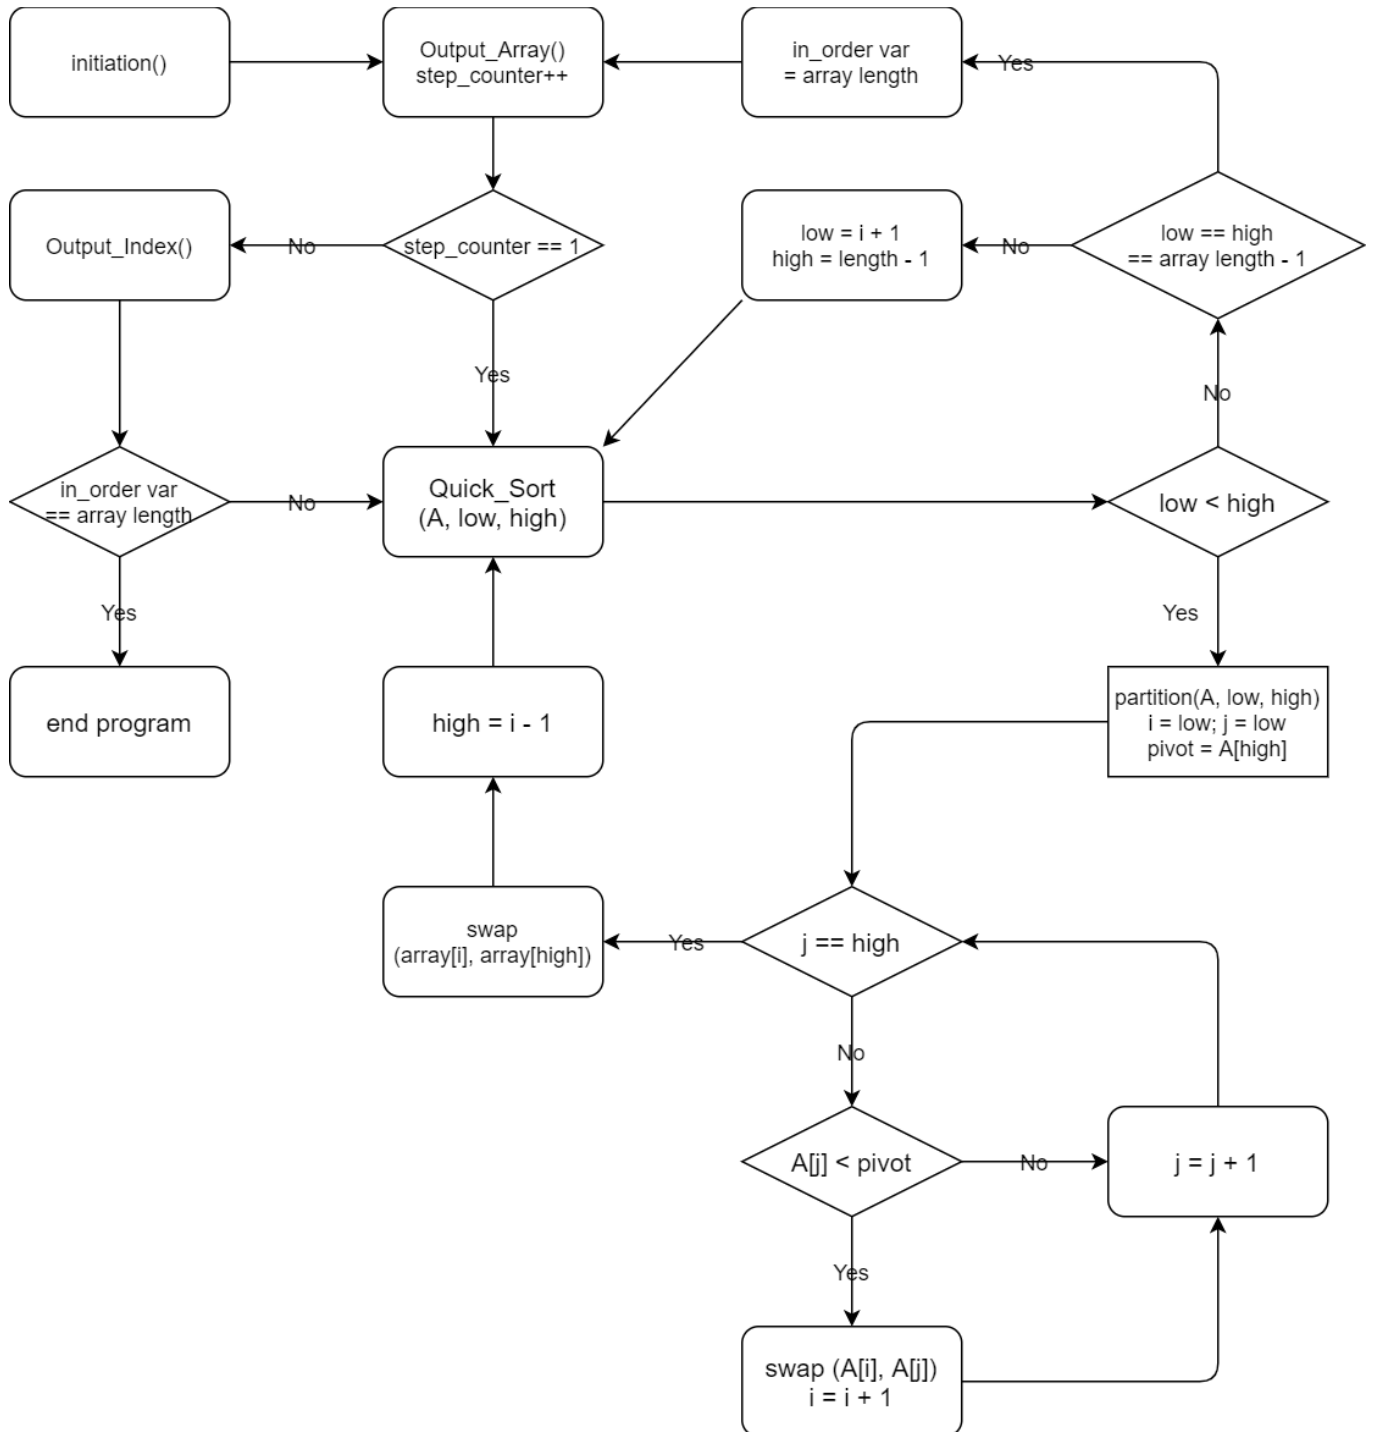 initiation()
Output_Array()
step_counter++
in_order var
= array length
Yes
Output_Index()
No
step_counter == 1
low = i + 1
high = length - 1
No
low == high
== array length - 1
Yes
No
in_order var
== array length
No
Quick_Sort
(A, low, high)
low < high
Yes
Yes
end program
high = i - 1
partition(A, low, high)
i = low; j = low
pivot = A[high]
swap
(array[i], array[high])
Yes
j == high
No
A[j] < pivot
No
j = j + 1
Yes
swap (A[i], A[j])
i = i + 1